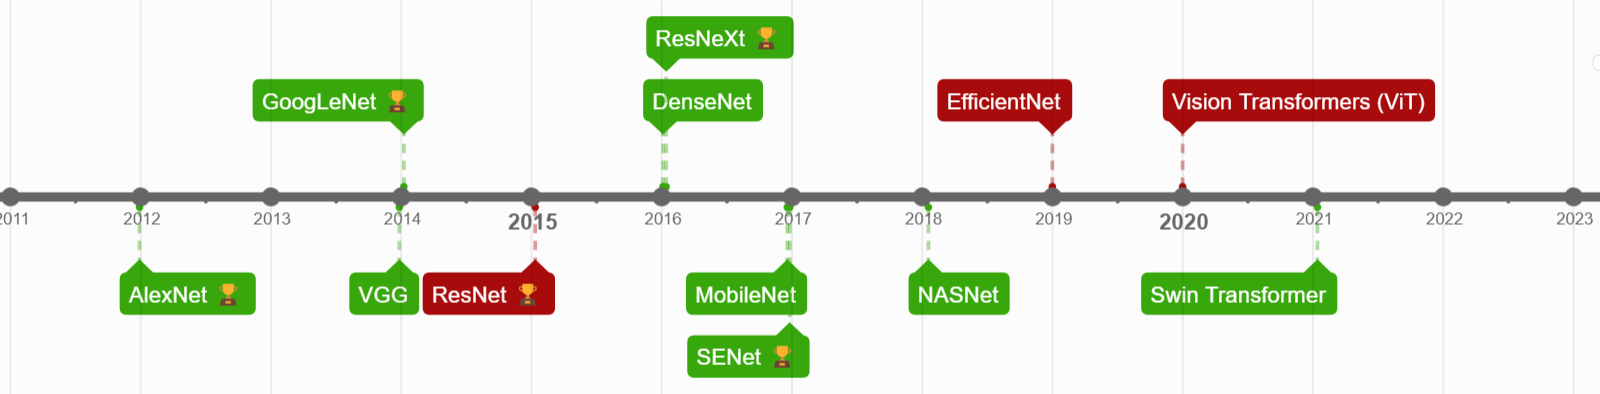 ResNeXt 🏆
GoogLeNet 🏆
DenseNet
EfficientNet
Vision Transformers (ViT)
2011
2012
2013
2014
2015
2016
2017
2018
2019
2020
2021
2022
2023
AlexNet 🏆
VGG
ResNet 🏆
MobileNet
NASNet
Swin Transformer
SENet 🏆